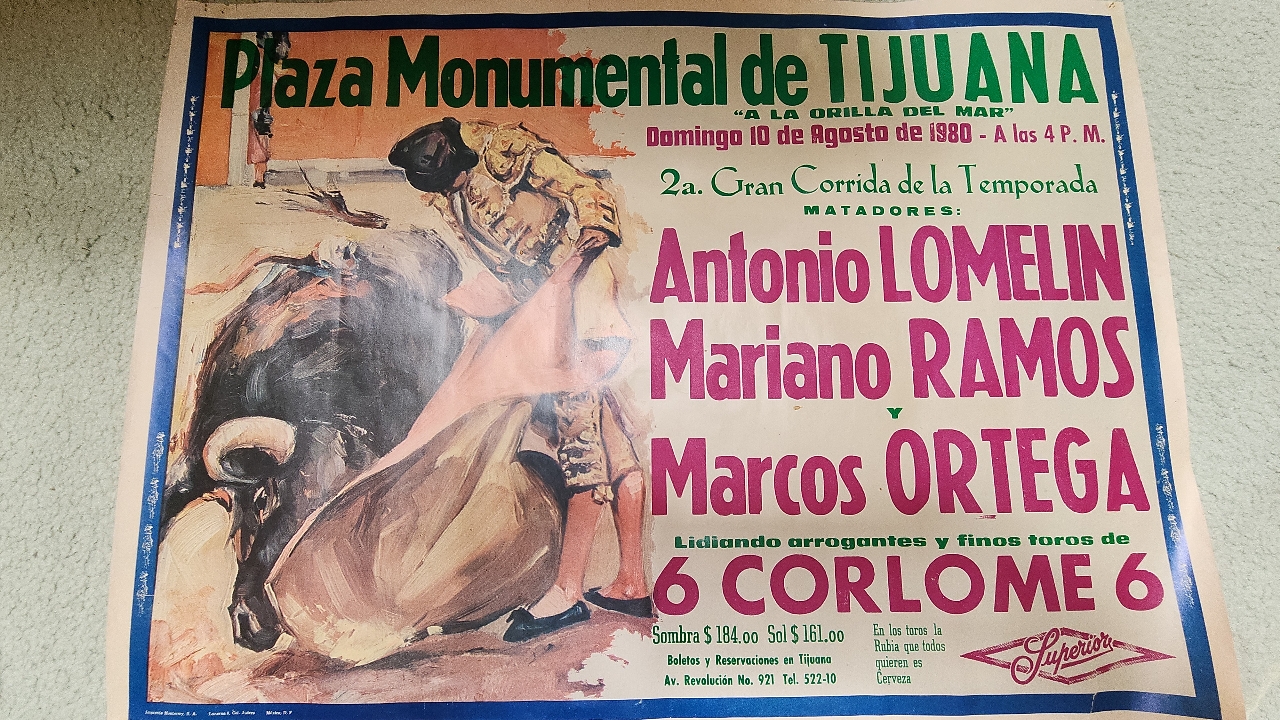 Plaza Monumental de TIJUANA
"A LA ORILLA DEL MAR"
Domingo 10 de Agosto de 1980 - A las 4 P. M.
2a. Gran Corrida de la Temporada
MATADORES:
Antonio LOMELIN
Mariano RAMOS
Y
Marcos ORTEGA
Lidiando arrogantes y finos toros de
6 CORLOME 6
Sombra $ 184.oo Sol $ 161.oo
Boletos y Reservaciones en Tijuana
Av. Revolución No. 921 Tel. 522-10
En los toros la
Rubia que todos
quieren es
Cerveza
Superior
México, D. F.